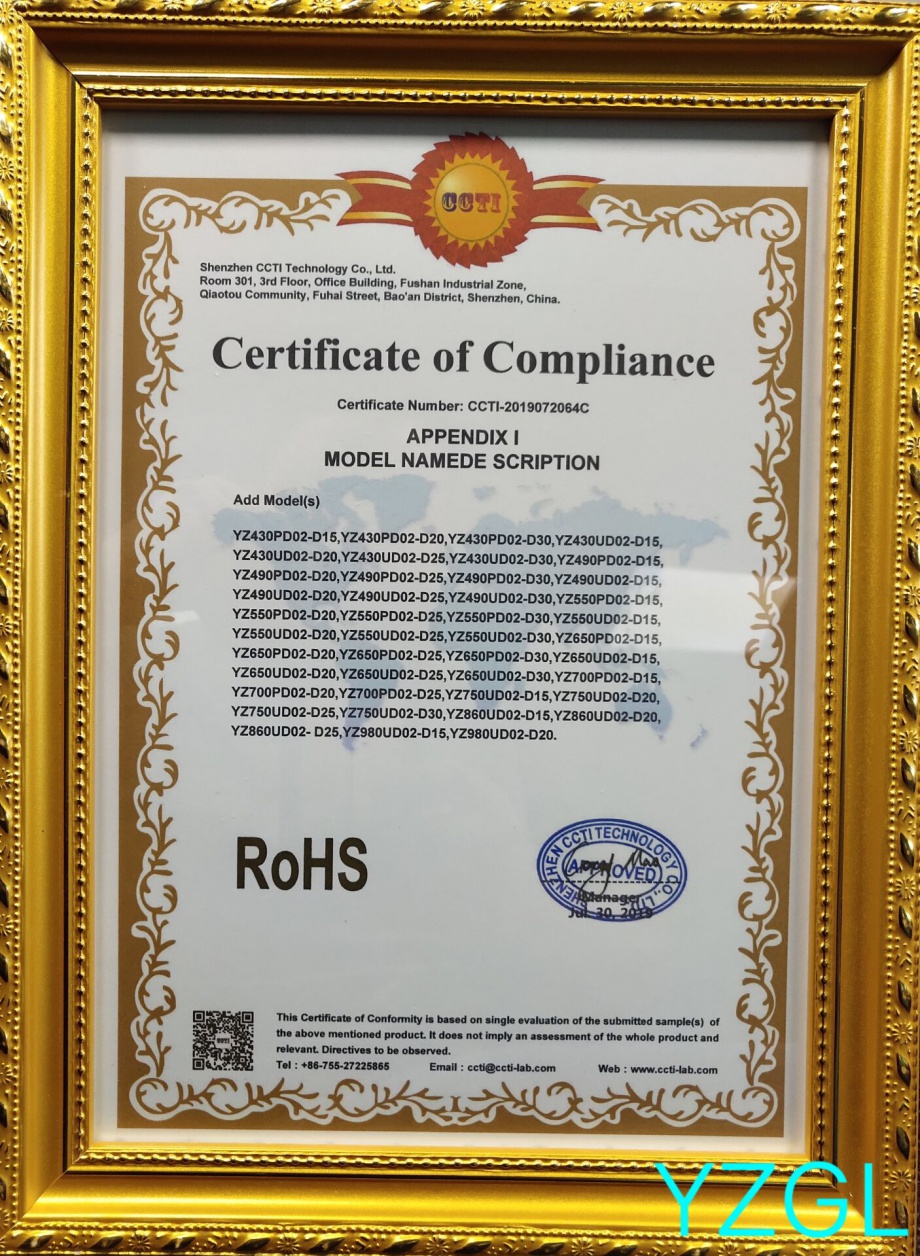 CCTI
Shenzhen CCTI Technology Co., Ltd.
Room 301, 3rd Floor, Office Building, Fushan Industrial Zone,
Qiaotou Community, Fuhai Street, Bao'an District, Shenzhen, China.
Certificate of Compliance
Certificate Number: CCTI-2019072064C
APPENDIX I
MODEL NAMEDE SCRIPTION
Add Model(s)
YZ430PD02-D15,YZ430PD02-D20,YZ430PD02-D30,YZ430UD02-D15,
YZ430UD02-D20,YZ430UD02-D25,YZ430UD02-D30,YZ490PD02-D15,
YZ490PD02-D20,YZ490PD02-D25,YZ490PD02-D30,YZ490UD02-D15,
YZ490UD02-D20,YZ490UD02-D25,YZ490UD02-D30,YZ550PD02-D15,
YZ550PD02-D20,YZ550PD02-D25,YZ550PD02-D30,YZ550UD02-D15,
YZ550UD02-D20,YZ550UD02-D25,YZ550UD02-D30,YZ650PD02-D15,
YZ650PD02-D20,YZ650PD02-D25,YZ650PD02-D30,YZ650UD02-D15,
YZ650UD02-D20,YZ650UD02-D25,YZ650UD02-D30,YZ700PD02-D15,
YZ700PD02-D20,YZ700PD02-D25,YZ750UD02-D15,YZ750UD02-D20,
YZ750UD02-D25,YZ750UD02-D30,YZ860UD02-D15,YZ860UD02-D20,
YZ860UD02- D25,YZ980UD02-D15,YZ980UD02-D20.
RoHS
SHENZHEN CCTI TECHNOLOGY CO., LTD.
APPROVED
Manager
Jul. 30, 2019
CCTI
This Certificate of Conformity is based on single evaluation of the submitted sample(s) of
the above mentioned product. It does not imply an assessment of the whole product and
relevant. Directives to be observed.
Tel : +86-755-27225865 Email : ccti@ccti-lab.com Web : www.ccti-lab.com
YZGL